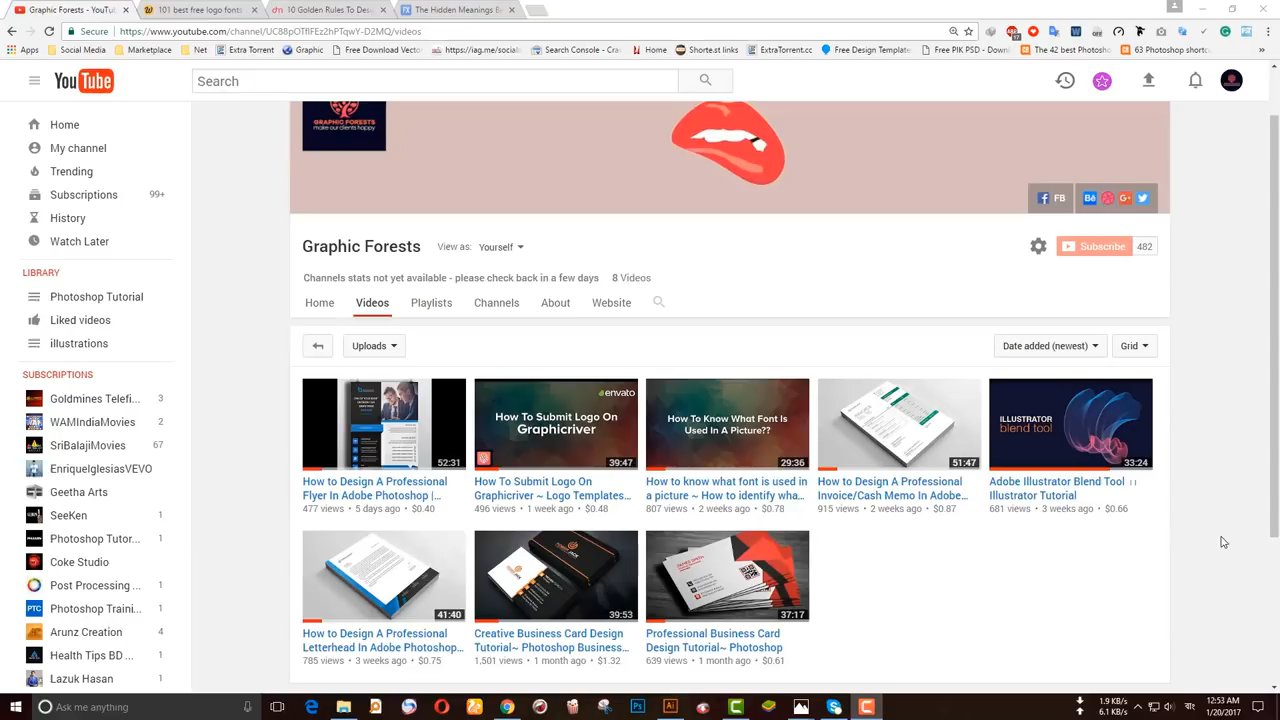 Graphic Forests - YouTu
101 best free logo fonts
10 Golden Rules To Des
The Hidden Meanings B
Secure
https://www.youtube.com/channel/UC88pOTflFEz2hPTqwY-D2MQ/videos
Apps
Social Media
Marketplace
Net
Extra Torrent
Graphic
Free Download Vector
https://iag.me/social
Search Console - Crac
Home
Shorte.st links
ExtraTorrent.cc
Free Design Template
Free PIK PSD - Down
The 42 best Photosh
63 Photoshop short
YouTube
Search
Home
My channel
Trending
Subscriptions 99+
History
Watch Later
LIBRARY
Photoshop Tutorial
Liked videos
illustrations
SUBSCRIPTIONS
Goldmines Telefi... 3
WAMIndiaMovies 2
SriBalajiMovies 67
EnriqueIglesiasVEVO
Geetha Arts
SeeKen 1
Photoshop Tutor... 1
Coke Studio
Post Processing ... 1
Photoshop Traini...
Arunz Creation 4
Health Tips BD ... 1
Lazuk Hasan 1
GRAPHIC FORESTS
make our clients happy
FB
Graphic Forests
View as: Yourself
Subscribe 482
Channels stats not yet available - please check back in a few days
8 Videos
Home
Videos
Playlists
Channels
About
Website
Uploads
Date added (newest)
Grid
52:31
How to Design A Professional
Flyer In Adobe Photoshop |...
477 views • 5 days ago • $0.40
envato
How To Submit Logo On
Graphicriver
39:47
How To Submit Logo On
Graphicriver ~ Logo Templates...
496 views • 1 week ago • $0.48
How To Know What Font Is
Used In A Picture??
29:36
How to know what font is used in
a picture ~ How to identify wha...
807 views • 2 weeks ago • $0.78
51:47
How to Design A Professional
Invoice/Cash Memo In Adobe...
915 views • 2 weeks ago • $0.87
ILLUSTRATOR
blend tool
33:24
Adobe Illustrator Blend Tool ।।
Illustrator Tutorial
681 views • 3 weeks ago • $0.66
41:40
How to Design A Professional
Letterhead In Adobe Photoshop...
785 views • 3 weeks ago • $0.75
39:53
Creative Business Card Design
Tutorial~ Photoshop Business...
1,501 views • 1 month ago • $1.32
37:17
Professional Business Card
Design Tutorial~ Photoshop
639 views • 1 month ago • $0.61
Ask me anything
1.9 KB/s
6.1 KB/s
12:53 AM
1/20/2017